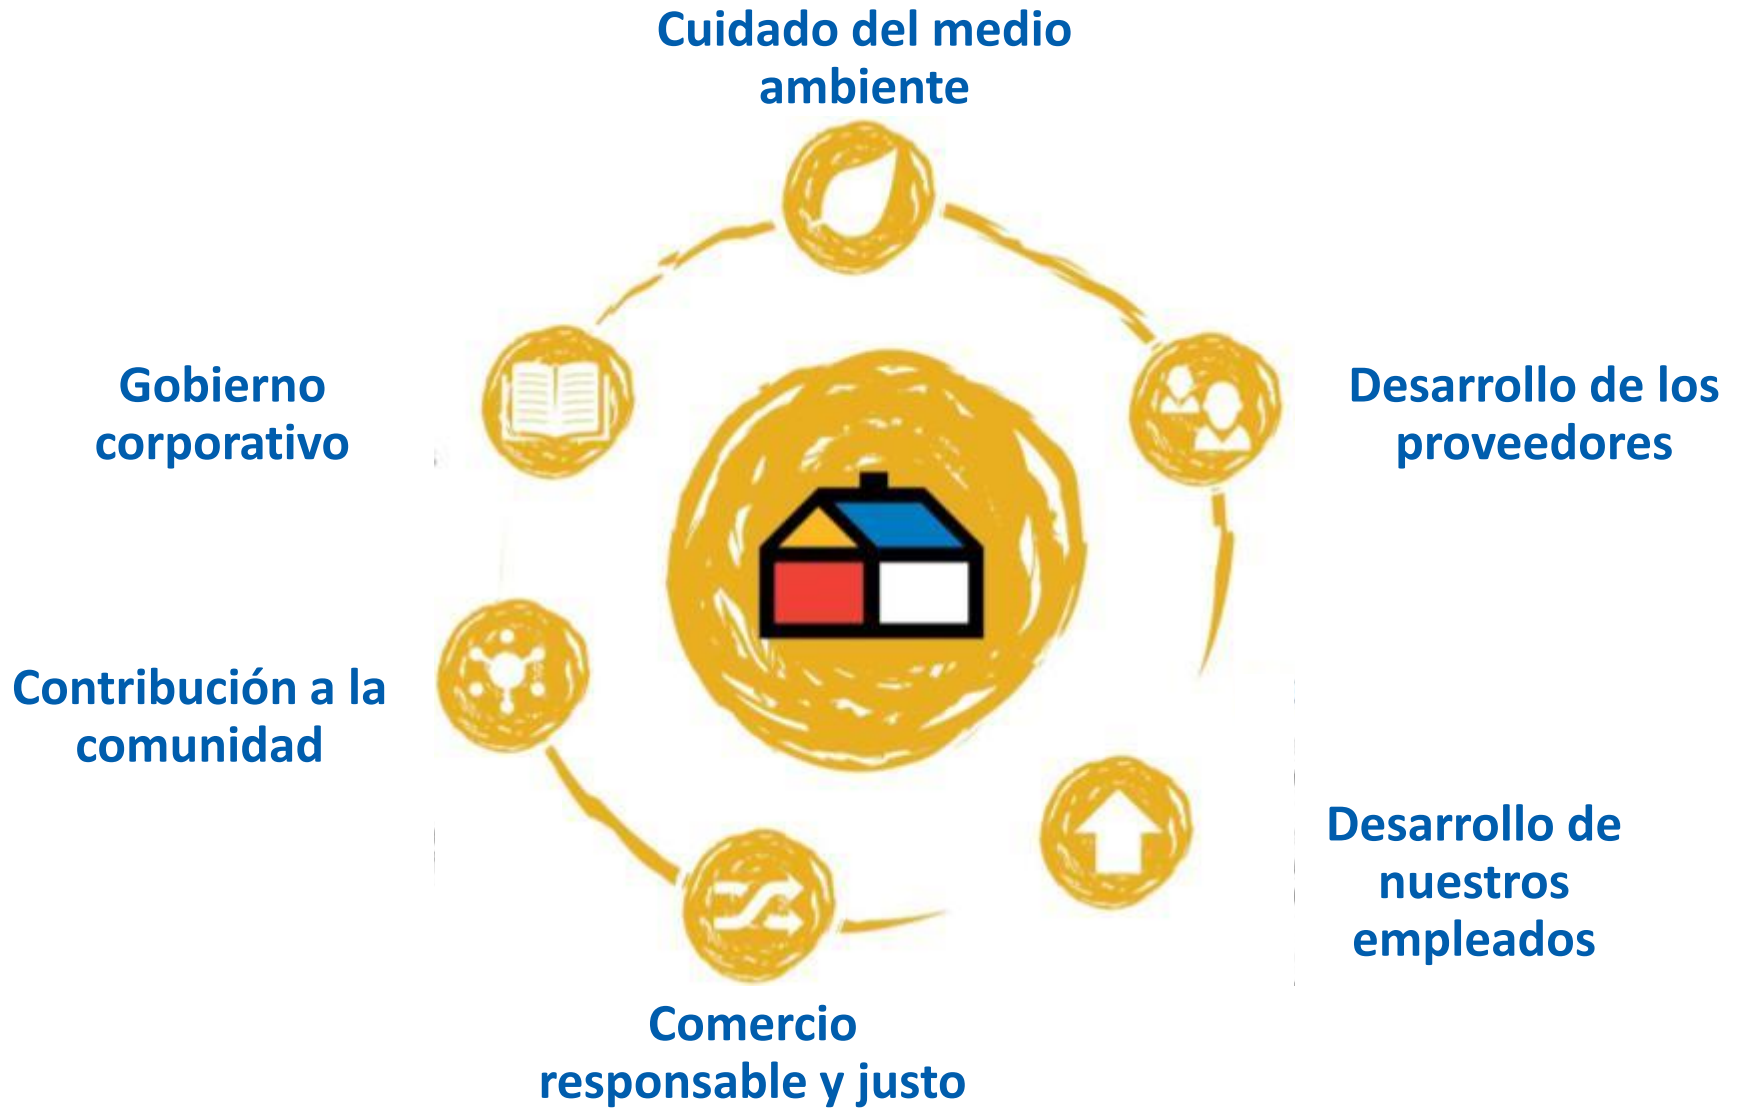 Cuidado del medio
ambiente
Gobierno
corporativo
Desarrollo de los
proveedores
Contribución a la
comunidad
Desarrollo de
nuestros
empleados
Comercio
responsable y justo